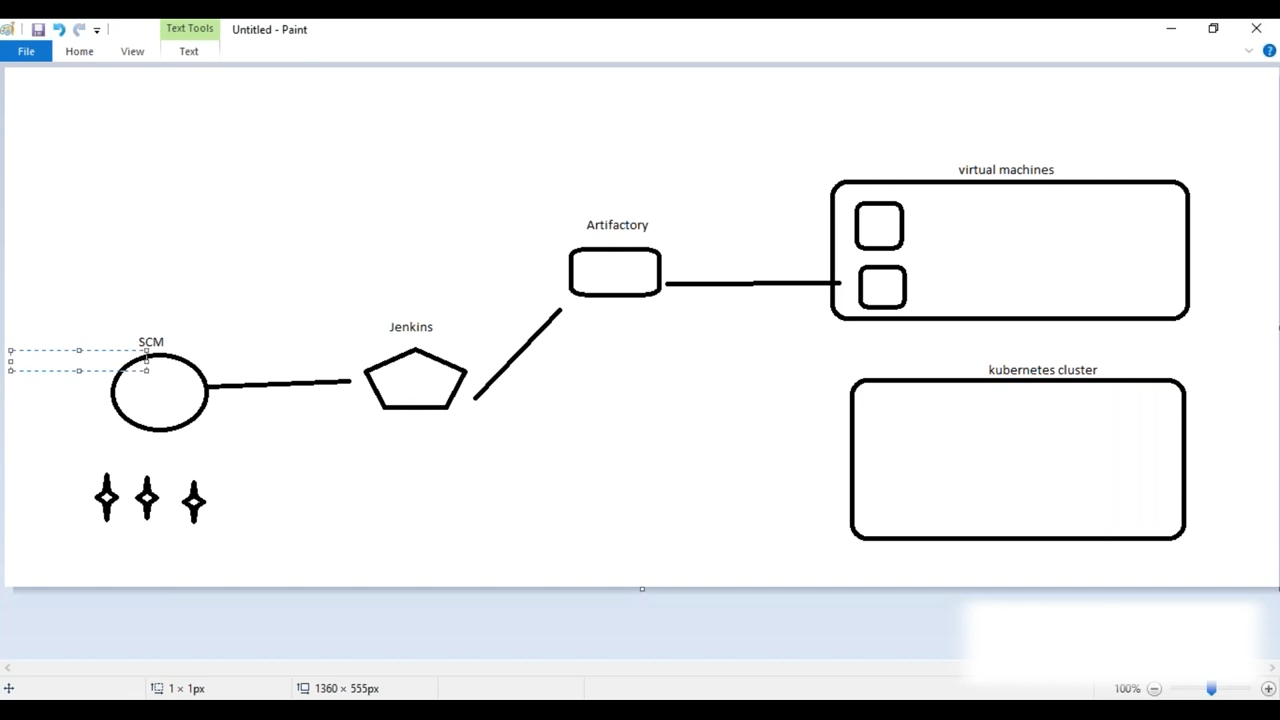 Text Tools
Untitled - Paint
File
Home
View
Text
virtual machines
Artifactory
Jenkins
SCM
kubernetes cluster
1 × 1px
1360 × 555px
100%